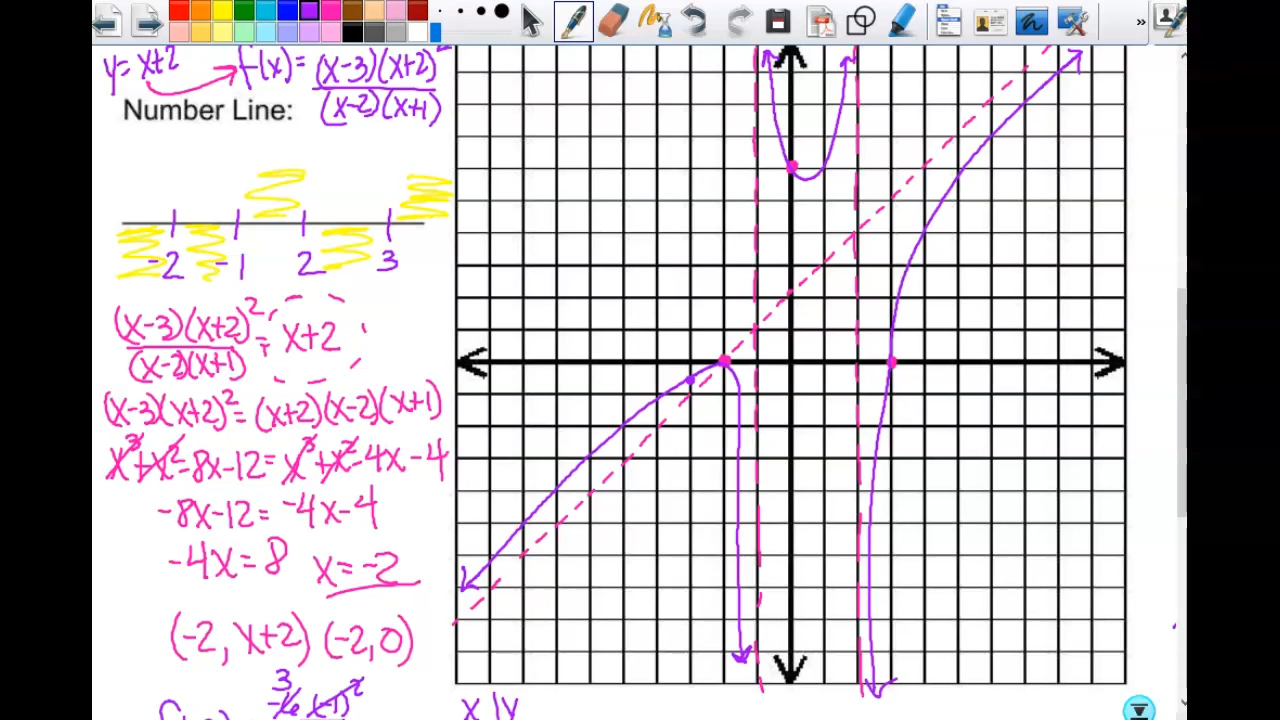 y= x+2 f(x) = (x-3)(x+2)²
(x-2)(x+1)
Number Line:
-2 -1 2 3
(x-3)(x+2)² = x+2
(x-2)(x+1)
(x-3)(x+2)² = (x+2)(x-2)(x+1)
x³+x²-8x-12 = x³+x²-4x-4
-8x-12 = -4x-4
-4x = 8 x = -2
(-2, x+2) (-2,0)
3
x | y
»